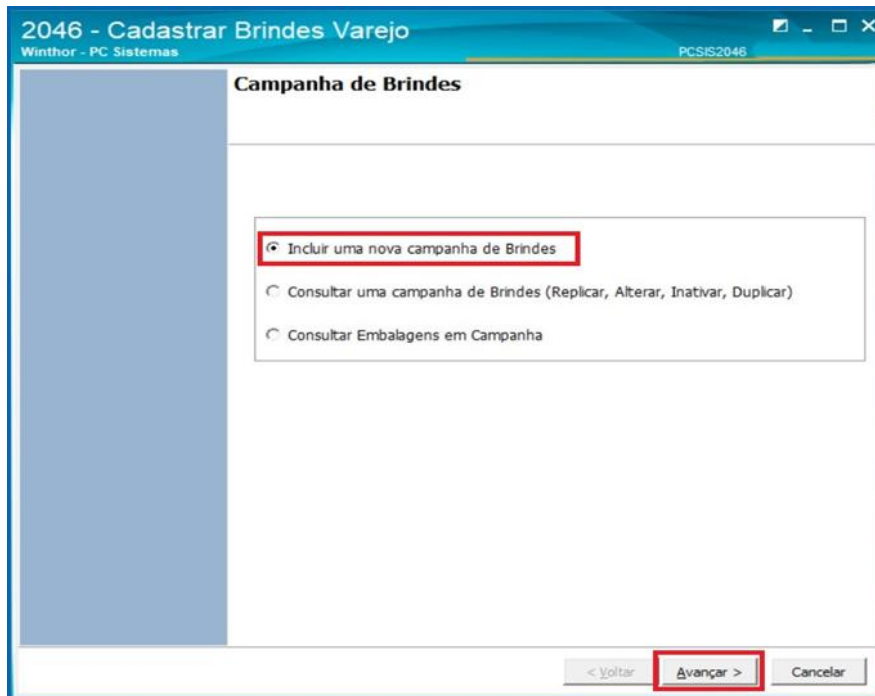 2046 - Cadastrar Brindes Varejo
Winthor - PC Sistemas
PCSIS2046
Campanha de Brindes
Incluir uma nova campanha de Brindes
Consultar uma campanha de Brindes (Replicar, Alterar, Inativar, Duplicar)
Consultar Embalagens em Campanha
< Voltar
Avançar >
Cancelar